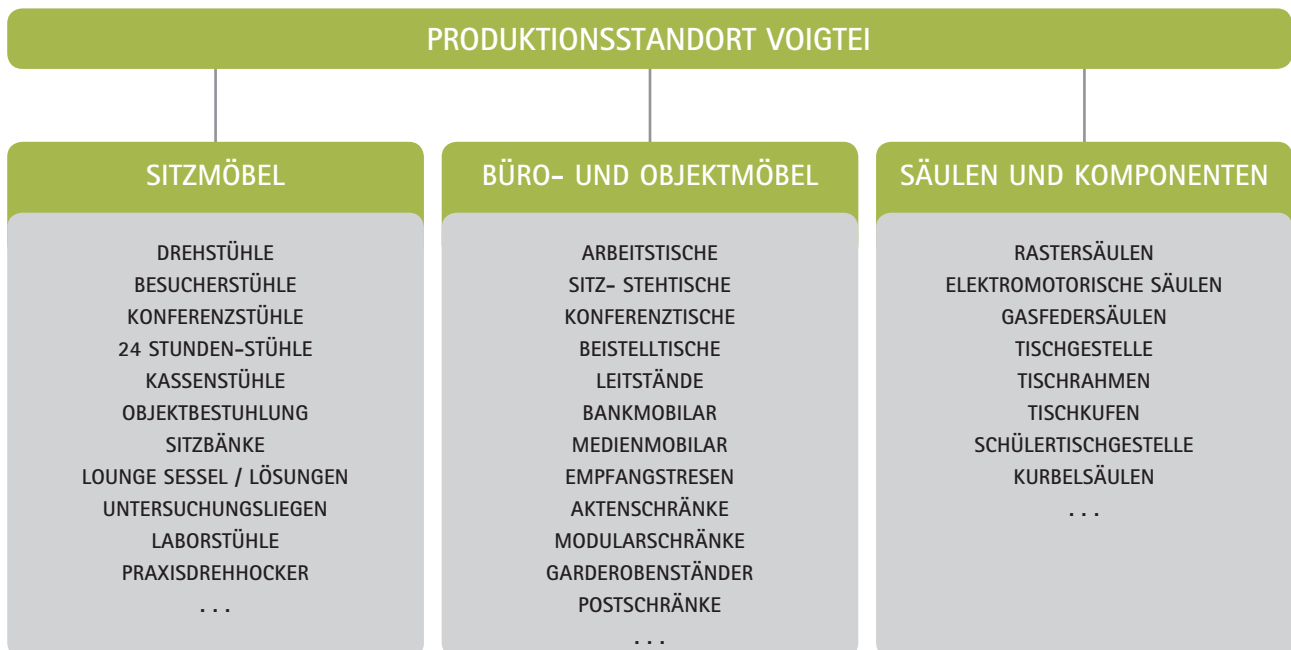 PRODUKTIONSSTANDORT VOIGTEI
SITZMÖBEL
DREHSTÜHLE
BESUCHERSTÜHLE
KONFERENZSTÜHLE
24 STUNDEN-STÜHLE
KASSENSTÜHLE
OBJEKTBESTUHLUNG
SITZBÄNKE
LOUNGE SESSEL / LÖSUNGEN
UNTERSUCHUNGSLIEGEN
LABORSTÜHLE
PRAXISDREHHOCKER
. . .
BÜRO- UND OBJEKTMÖBEL
ARBEITSTISCHE
SITZ- STEHTISCHE
KONFERENZTISCHE
BEISTELLTISCHE
LEITSTÄNDE
BANKMOBILAR
MEDIENMOBILAR
EMPFANGSTRESEN
AKTENSCHRÄNKE
MODULARSCHRÄNKE
GARDEROBENSTÄNDER
POSTSCHRÄNKE
. . .
SÄULEN UND KOMPONENTEN
RASTERSÄULEN
ELEKTROMOTORISCHE SÄULEN
GASFEDERSÄULEN
TISCHGESTELLE
TISCHRAHMEN
TISCHKUFEN
SCHÜLERTISCHGESTELLE
KURBELSÄULEN
. . .